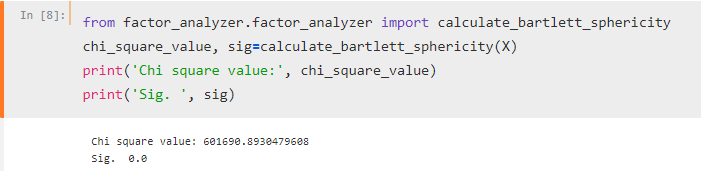 In [8]:
from factor_analyzer.factor_analyzer import calculate_bartlett_sphericity
chi_square_value, sig=calculate_bartlett_sphericity(X)
print('Chi square value:', chi_square_value)
print('Sig. ', sig)
Chi square value: 601690.8930479608
Sig.  0.0